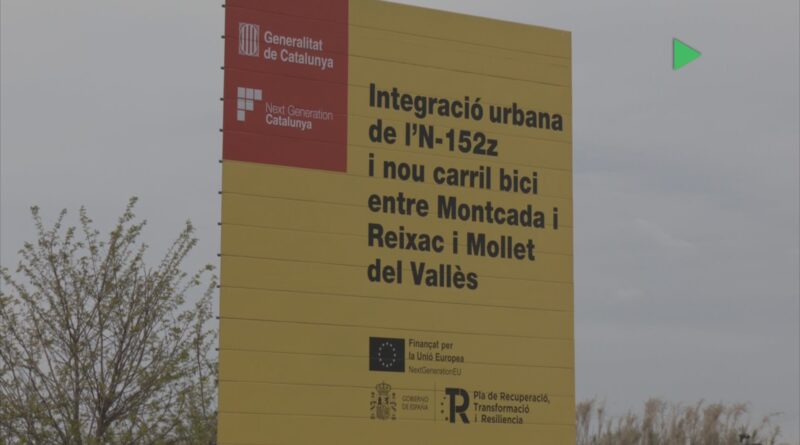 Generalitat
de Catalunya
Next Generation
Catalunya
Integració urbana
de l'N-152z
i nou carril bici
entre Montcada i
Reixac i Mollet
del Vallès
Finançat per
la Unió Europea
NextGenerationEU
GOBIERNO
DE ESPAÑA
R
Pla de Recuperació,
Transformació
i Resiliencia